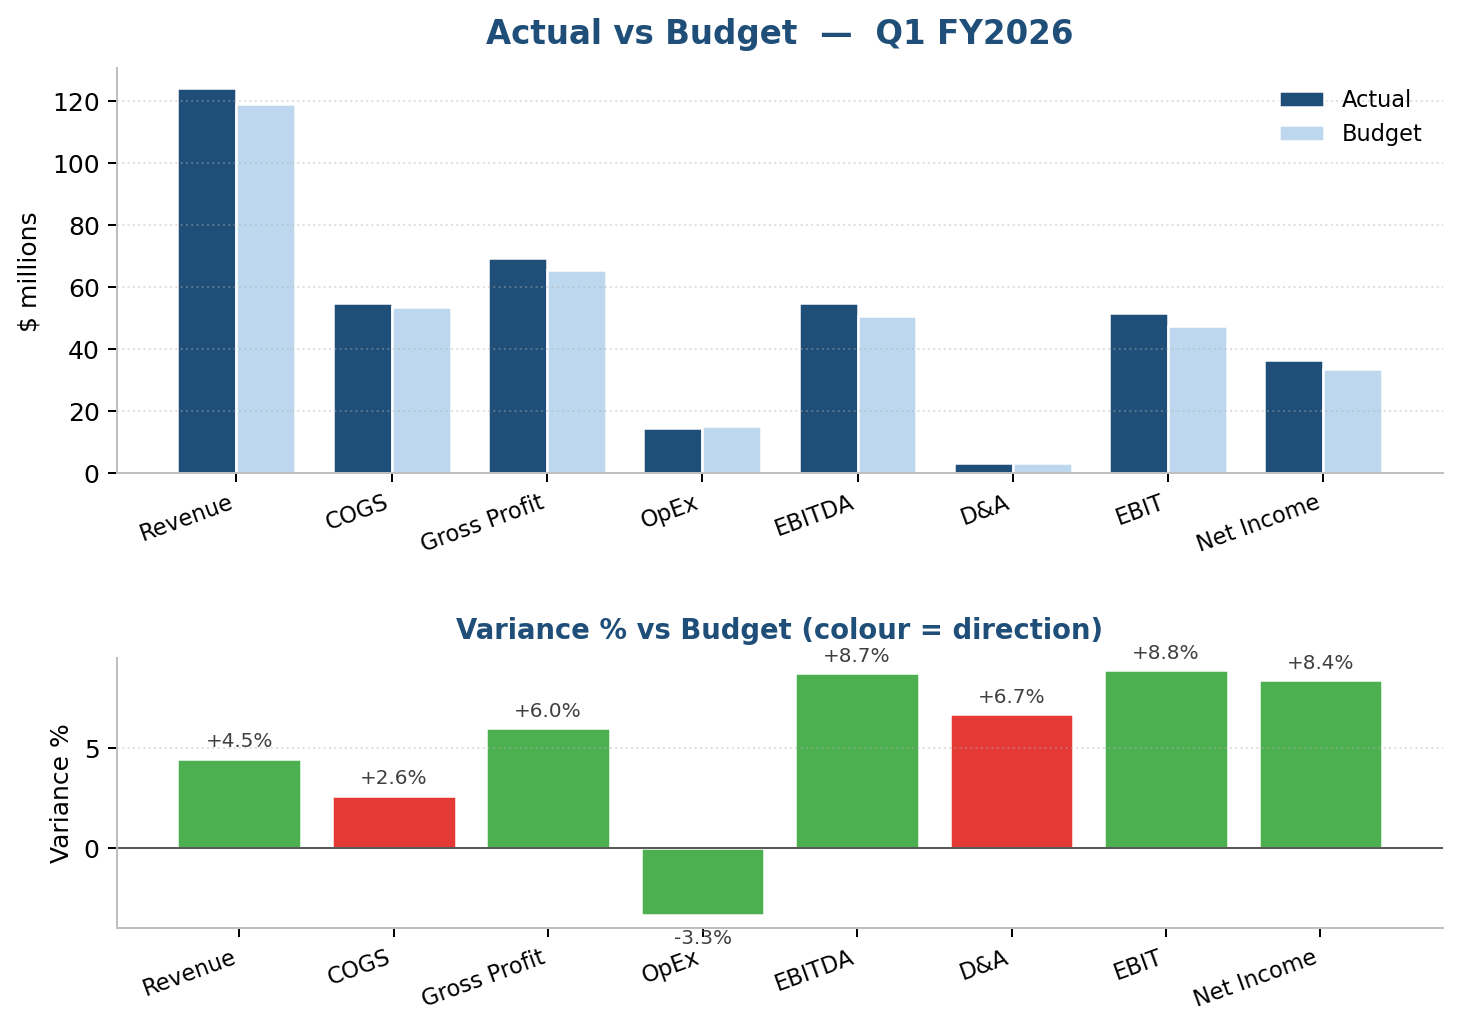 Actual vs Budget — Q1 FY2026
Actual
Budget
$ millions
120
100
80
60
40
20
0
Revenue
COGS
Gross Profit
OpEx
EBITDA
D&A
EBIT
Net Income
Variance % vs Budget (colour = direction)
Variance %
5
0
+4.5%
+2.6%
+6.0%
-3.3%
+8.7%
+6.7%
+8.8%
+8.4%
Revenue
COGS
Gross Profit
OpEx
EBITDA
D&A
EBIT
Net Income